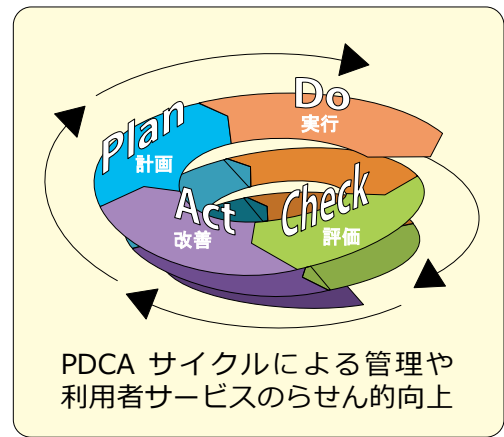 Plan
計画
Do
実行
Check
評価
Act
改善
PDCA サイクルによる管理や
利用者サービスのらせん的向上